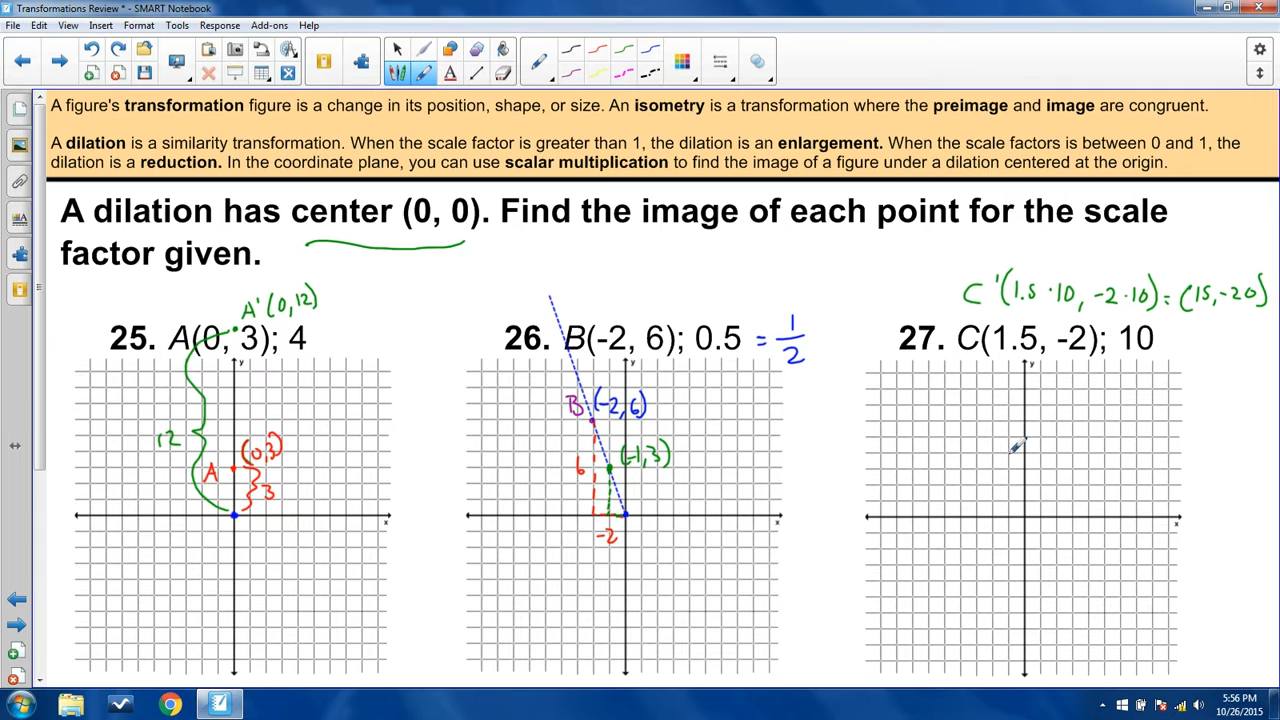 Transformations Review * - SMART Notebook
File Edit View Insert Format Tools Response Add-ons Help
A figure's transformation figure is a change in its position, shape, or size. An isometry is a transformation where the preimage and image are congruent.
A dilation is a similarity transformation. When the scale factor is greater than 1, the dilation is an enlargement. When the scale factors is between 0 and 1, the
dilation is a reduction. In the coordinate plane, you can use scalar multiplication to find the image of a figure under a dilation centered at the origin.
A dilation has center (0, 0). Find the image of each point for the scale
factor given.
A' (0,12)
C '(1.5 · 10, -2 · 10) = (15, -20)
25. A(0, 3); 4
26. B(-2, 6); 0.5 = 1/2
27. C(1.5, -2); 10
y
y
y
12
A (0,3)
3
x
B (-2, 6)
6
(-1, 3)
-2
x
x
5:56 PM
10/26/2015